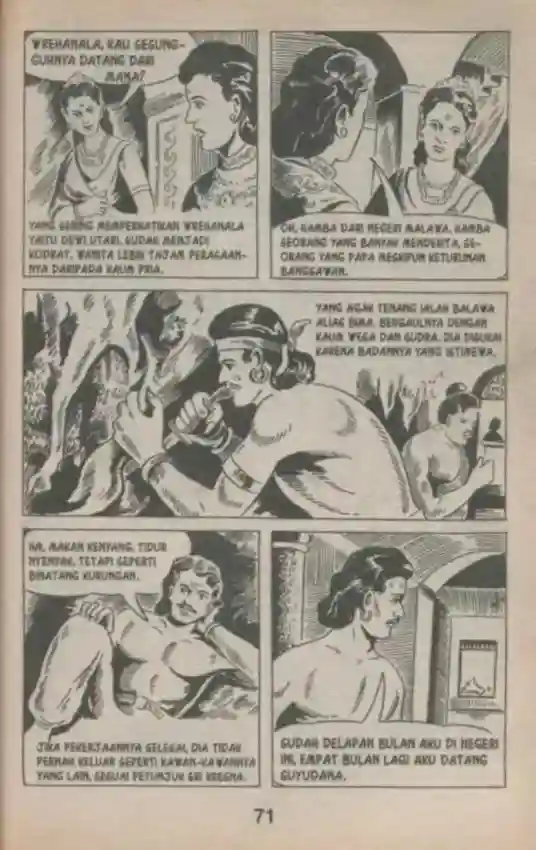 WREHANALA, KAU SESUNG-
GUHNYA DATANG DARI
MANA?
YANG SERING MEMPERHATIKAN WREHANALA
YAITU DEWI UTARI. SUDAH MENJADI
KODRAT, WANITA LEBIH TAJAM PERASAAN-
NYA DARIPADA KAUM PRIA.
OH, HAMBA DARI NEGERI MALAWA. HAMBA
SEORANG YANG BANYAK MENDERITA, SE-
ORANG YANG PAPA MESKIPUN KETURUNAN
BANGSAWAN.
YANG AGAK TENANG IALAH BALAWA
ALIAS BIMA. BERGAULNYA DENGAN
KAUM WESA DAN SUDRA. DIA DISUKAI
KARENA BADANNYA YANG ISTIMEWA.
HM, MAKAN KENYANG, TIDUR
NYENYAK, TETAPI SEPERTI
BINATANG KURUNGAN.
JIKA PEKERJAANNYA SELESAI, DIA TIDAK
PERNAH KELUAR SEPERTI KAWAN-KAWANNYA
YANG LAIN, SESUAI PETUNJUK SRI KRESNA.
SUDAH DELAPAN BULAN AKU DI NEGERI
INI, EMPAT BULAN LAGI AKU DATANG
SUYUDANA.
71